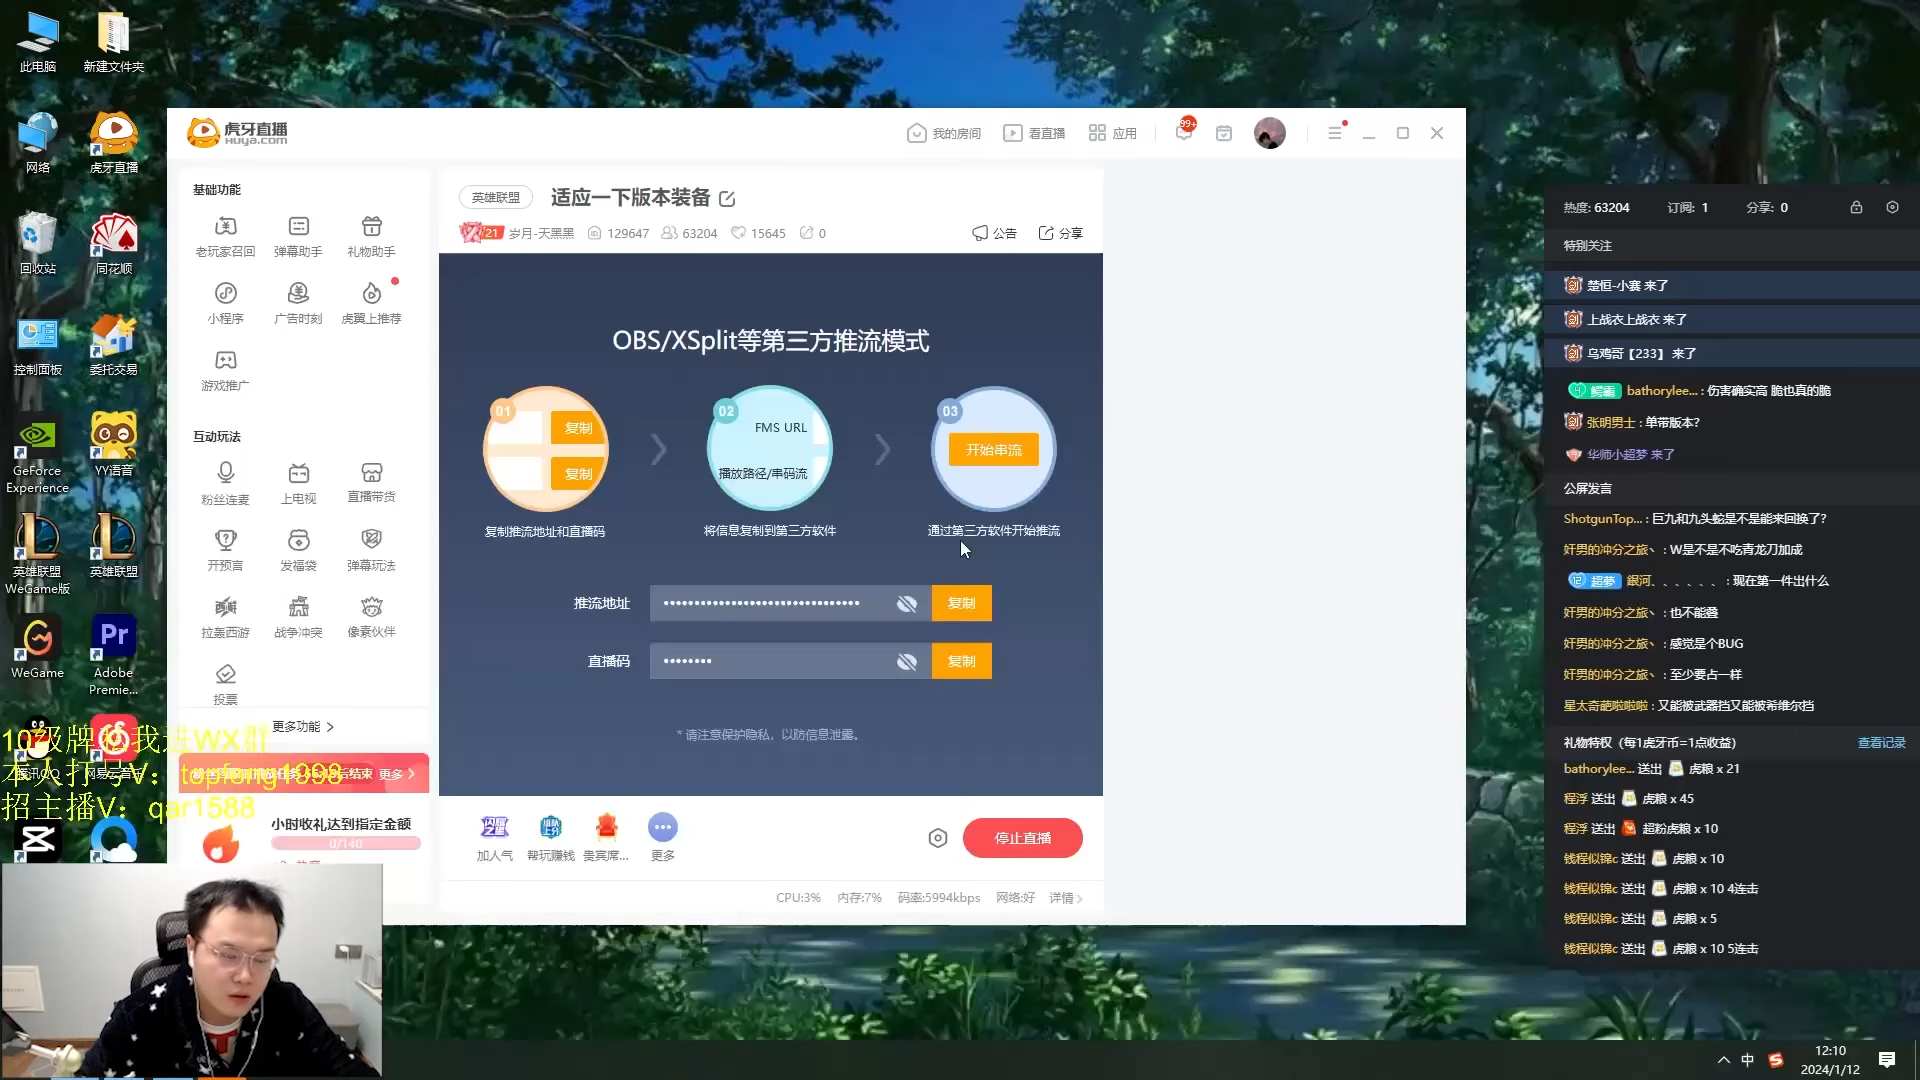 此电脑
新建文件夹
网络
虎牙直播
回收站
同花顺
控制面板
委托交易
GeForce Experience
YY语音
英雄联盟WeGame版
英雄联盟
WeGame
Adobe Premie...
10级牌私我进WX群
本人打号V：topfeng1998
招主播V：qar1588
虎牙直播
HUYA.com
我的房间
看直播
应用
99+
基础功能
老玩家召回
弹幕助手
礼物助手
小程序
广告时刻
虎翼上推荐
游戏推广
互动玩法
粉丝连麦
上电视
直播带货
开预言
发福袋
弹幕玩法
拉轰西游
战争冲突
像素伙伴
投票
更多功能 >
后结束 更多 >
小时收礼达到指定金额
0/140
英雄联盟
适应一下版本装备
21 岁月-天黑黑 129647 63204 15645 0
公告
分享
OBS/XSplit等第三方推流模式
01
复制
复制
复制推流地址和直播码
02
FMS URL
播放路径/串码流
将信息复制到第三方软件
03
开始串流
通过第三方软件开始推流
推流地址
••••••••••••••••••••••••••••••••
复制
直播码
••••••••
复制
* 请注意保护隐私，以防信息泄露。
加人气
帮玩赚钱
贵宾席...
更多
停止直播
CPU:3% 内存:7% 码率:5994kbps 网络:好 详情 >
热度: 63204 订阅: 1 分享: 0
特别关注
楚佢~小赛 来了
上战衣上战衣 来了
乌鸡哥【233】 来了
bathorylee... : 伤害确实高 脆也真的脆
张明男士 : 单带版本?
华师小超梦 来了
公屏发言
ShotgunTop... : 巨九和九头蛇是不是能来回换了?
奸男的冲分之旅丶 : W是不是不吃青龙刀加成
超夢 銀河、、、、、、 : 现在第一件出什么
奸男的冲分之旅丶 : 也不能叠
奸男的冲分之旅丶 : 感觉是个BUG
奸男的冲分之旅丶 : 至少要占一样
星太奇葩啦啦啦 : 又能被武器挡又能被希维尔挡
礼物特权（每1虎牙币=1点收益）
查看记录
bathorylee... 送出 虎粮 x 21
程浮 送出 虎粮 x 45
程浮 送出 超粉虎粮 x 10
钱程似锦c 送出 虎粮 x 10
钱程似锦c 送出 虎粮 x 10 4连击
钱程似锦c 送出 虎粮 x 5
钱程似锦c 送出 虎粮 x 10 5连击
中
12:10
2024/1/12